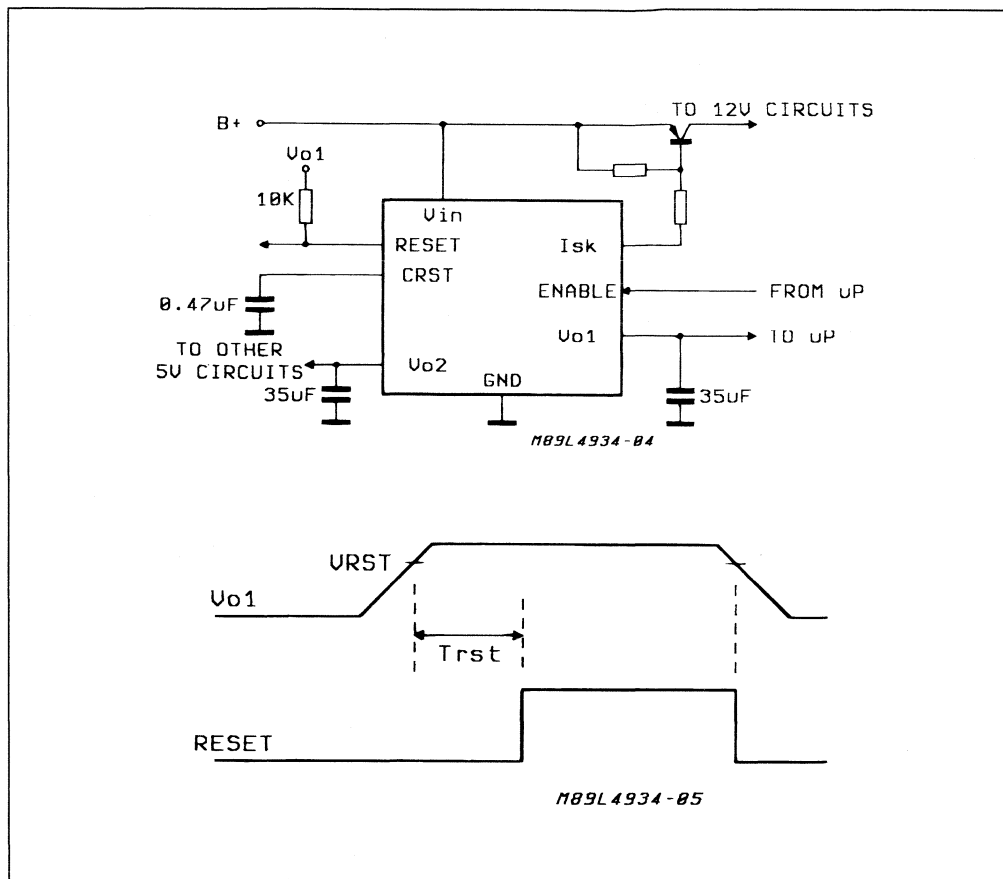 TO 12V CIRCUITS
B+
Vo1
10K
Vin
RESET
Isk
CRST
0.47uF
ENABLE
FROM uP
Vo1
TO uP
TO OTHER
5V CIRCUITS
Vo2
35uF
GND
35uF
M89L4934-04
VRST
Vo1
Trst
RESET
M89L4934-05